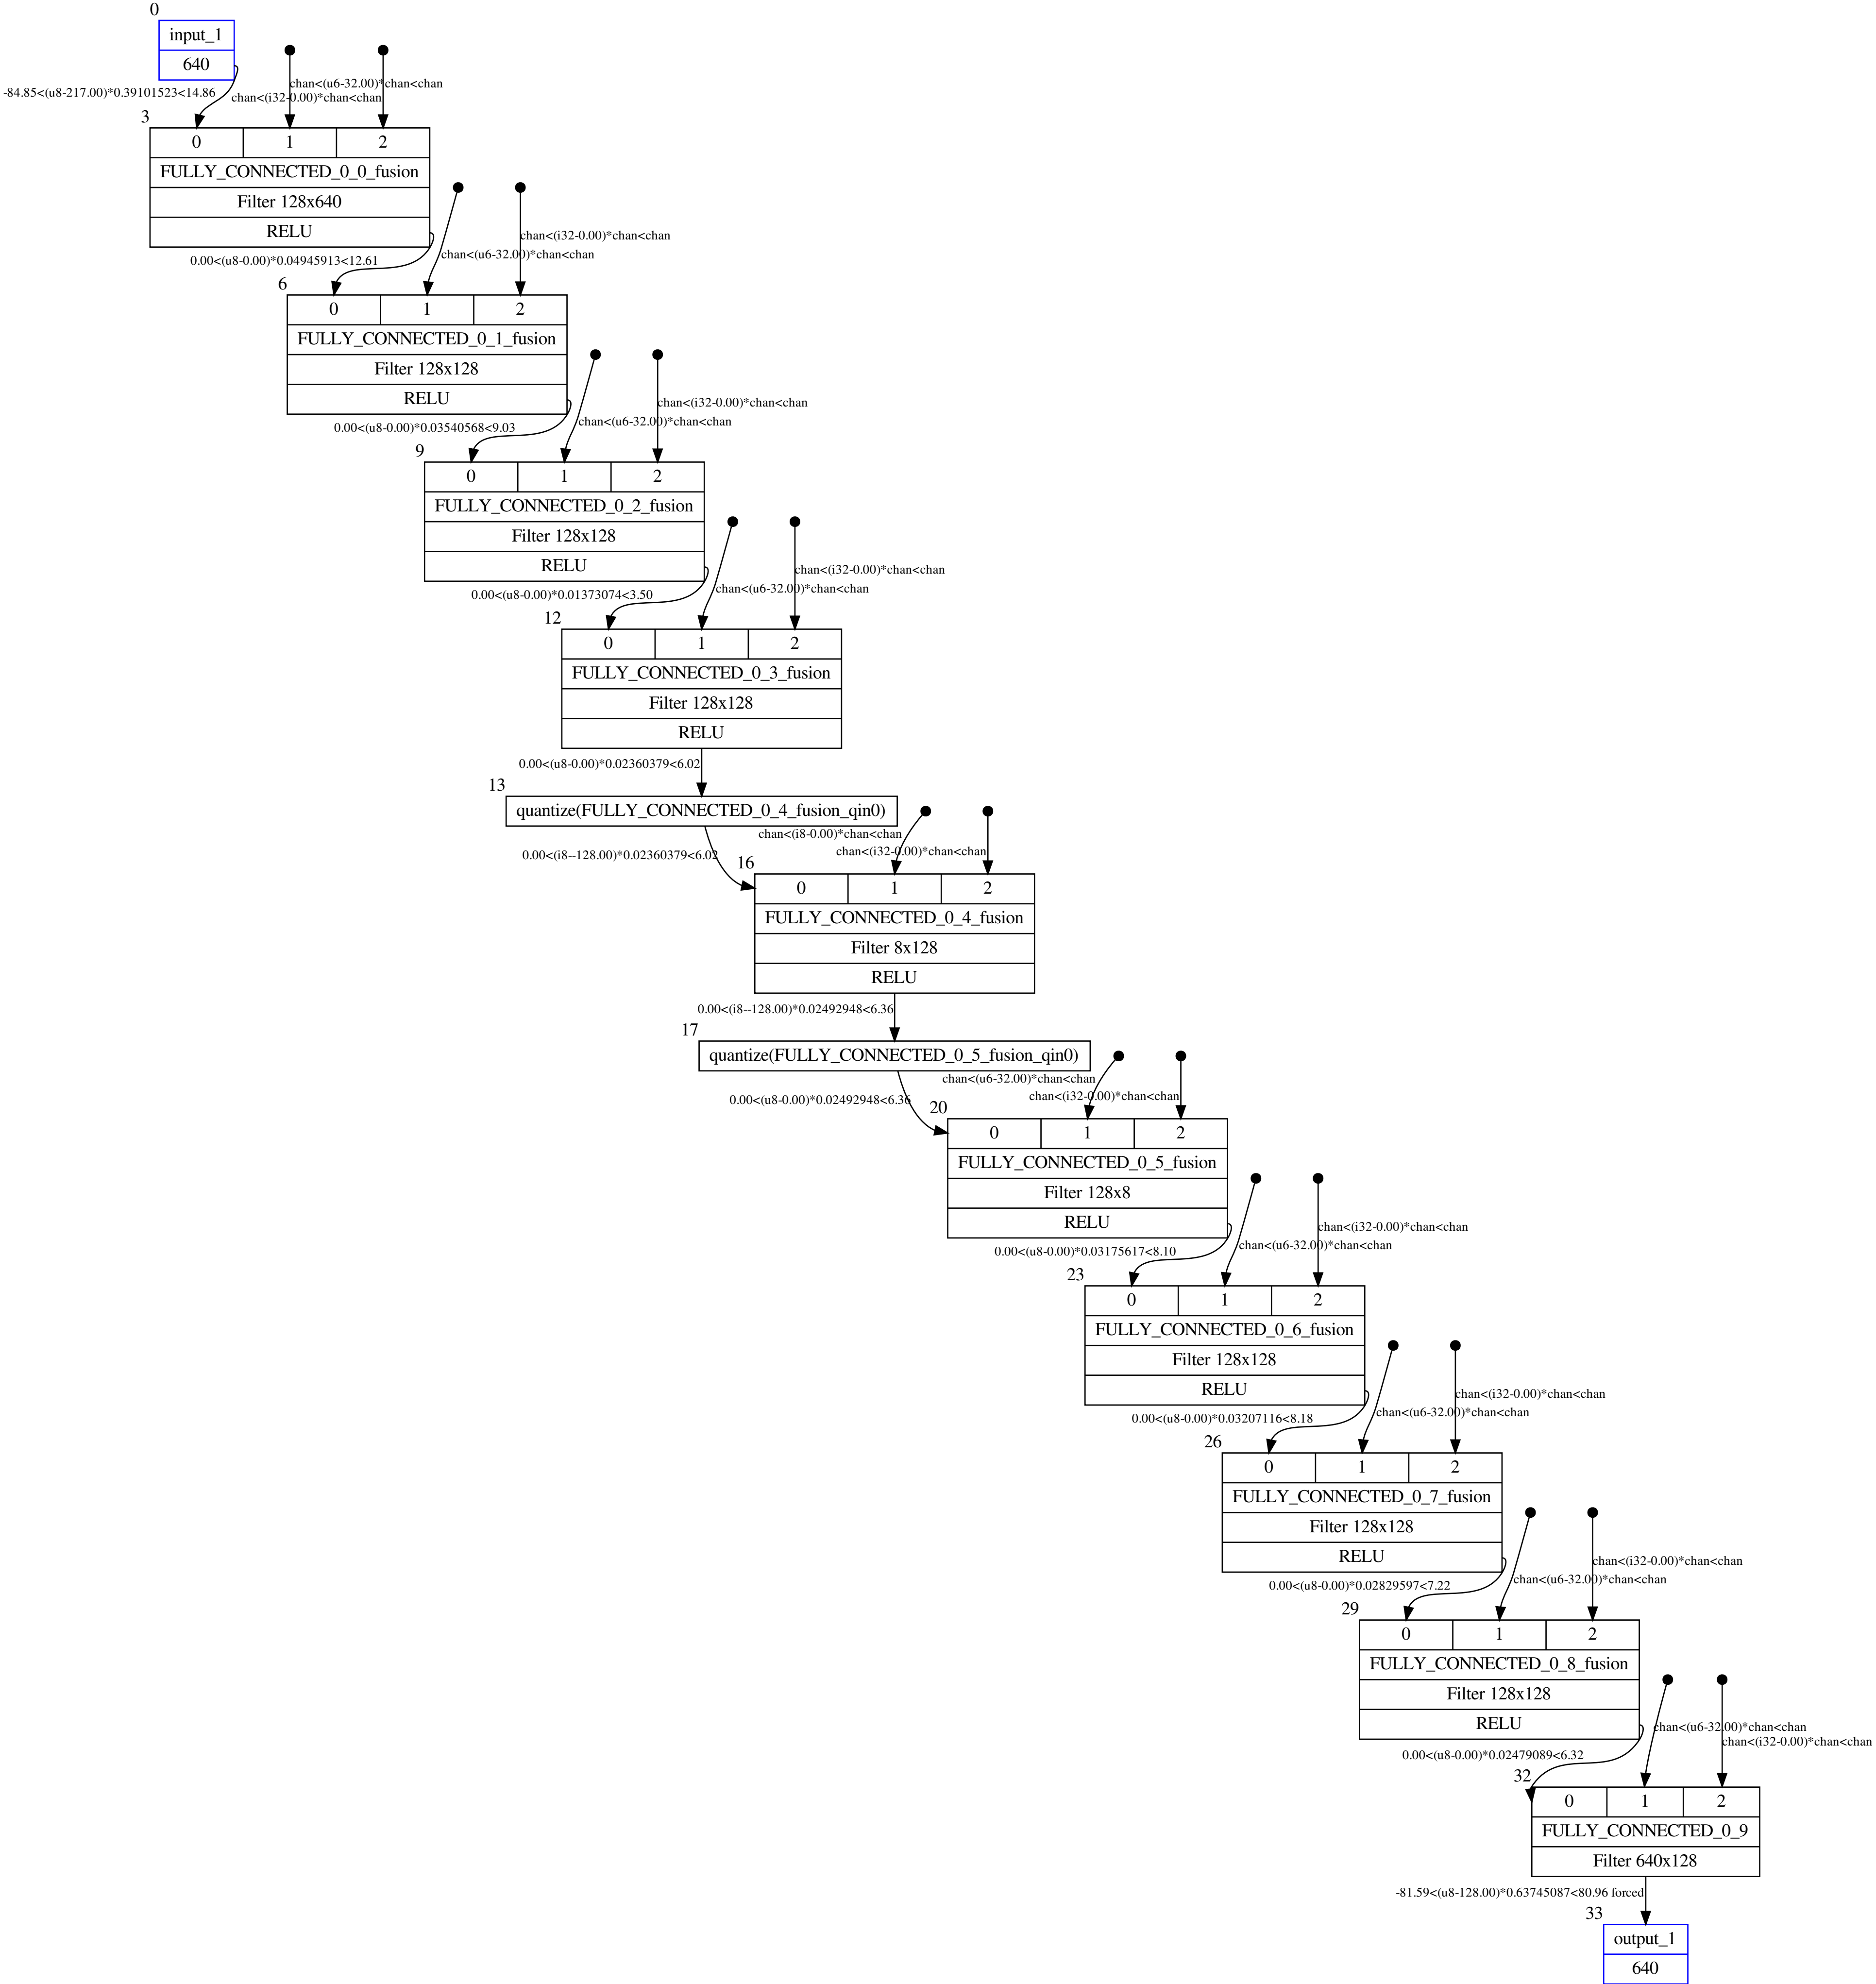 0
input_1
640
-84.85<(u8-217.00)*0.39101523<14.86
chan<(u6-32.00)*chan<chan
chan<(i32-0.00)*chan<chan
3
0 1 2
FULLY_CONNECTED_0_0_fusion
Filter 128x640
RELU
0.00<(u8-0.00)*0.04945913<12.61
chan<(i32-0.00)*chan<chan
chan<(u6-32.00)*chan<chan
6
0 1 2
FULLY_CONNECTED_0_1_fusion
Filter 128x128
RELU
0.00<(u8-0.00)*0.03540568<9.03
chan<(i32-0.00)*chan<chan
chan<(u6-32.00)*chan<chan
9
0 1 2
FULLY_CONNECTED_0_2_fusion
Filter 128x128
RELU
0.00<(u8-0.00)*0.01373074<3.50
chan<(i32-0.00)*chan<chan
chan<(u6-32.00)*chan<chan
12
0 1 2
FULLY_CONNECTED_0_3_fusion
Filter 128x128
RELU
0.00<(u8-0.00)*0.02360379<6.02
13
quantize(FULLY_CONNECTED_0_4_fusion_qin0)
chan<(i8-0.00)*chan<chan
0.00<(i8--128.00)*0.02360379<6.02
chan<(i32-0.00)*chan<chan
16
0 1 2
FULLY_CONNECTED_0_4_fusion
Filter 8x128
RELU
0.00<(i8--128.00)*0.02492948<6.36
17
quantize(FULLY_CONNECTED_0_5_fusion_qin0)
chan<(u6-32.00)*chan<chan
0.00<(u8-0.00)*0.02492948<6.36
chan<(i32-0.00)*chan<chan
20
0 1 2
FULLY_CONNECTED_0_5_fusion
Filter 128x8
RELU
0.00<(u8-0.00)*0.03175617<8.10
chan<(i32-0.00)*chan<chan
chan<(u6-32.00)*chan<chan
23
0 1 2
FULLY_CONNECTED_0_6_fusion
Filter 128x128
RELU
0.00<(u8-0.00)*0.03207116<8.18
chan<(i32-0.00)*chan<chan
chan<(u6-32.00)*chan<chan
26
0 1 2
FULLY_CONNECTED_0_7_fusion
Filter 128x128
RELU
0.00<(u8-0.00)*0.02829597<7.22
chan<(i32-0.00)*chan<chan
chan<(u6-32.00)*chan<chan
29
0 1 2
FULLY_CONNECTED_0_8_fusion
Filter 128x128
RELU
0.00<(u8-0.00)*0.02479089<6.32
chan<(u6-32.00)*chan<chan
chan<(i32-0.00)*chan<chan
32
0 1 2
FULLY_CONNECTED_0_9
Filter 640x128
-81.59<(u8-128.00)*0.63745087<80.96 forced
33
output_1
640